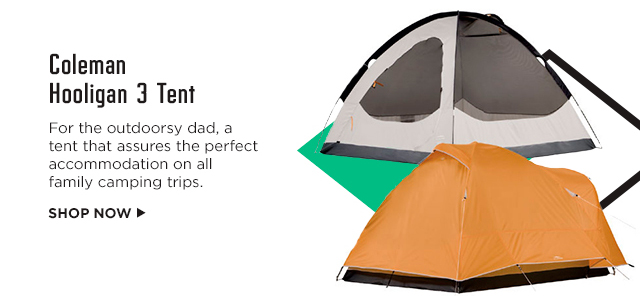 Coleman
Hooligan 3 Tent
For the outdoorsy dad, a
tent that assures the perfect
accommodation on all
family camping trips.
SHOP NOW ▶